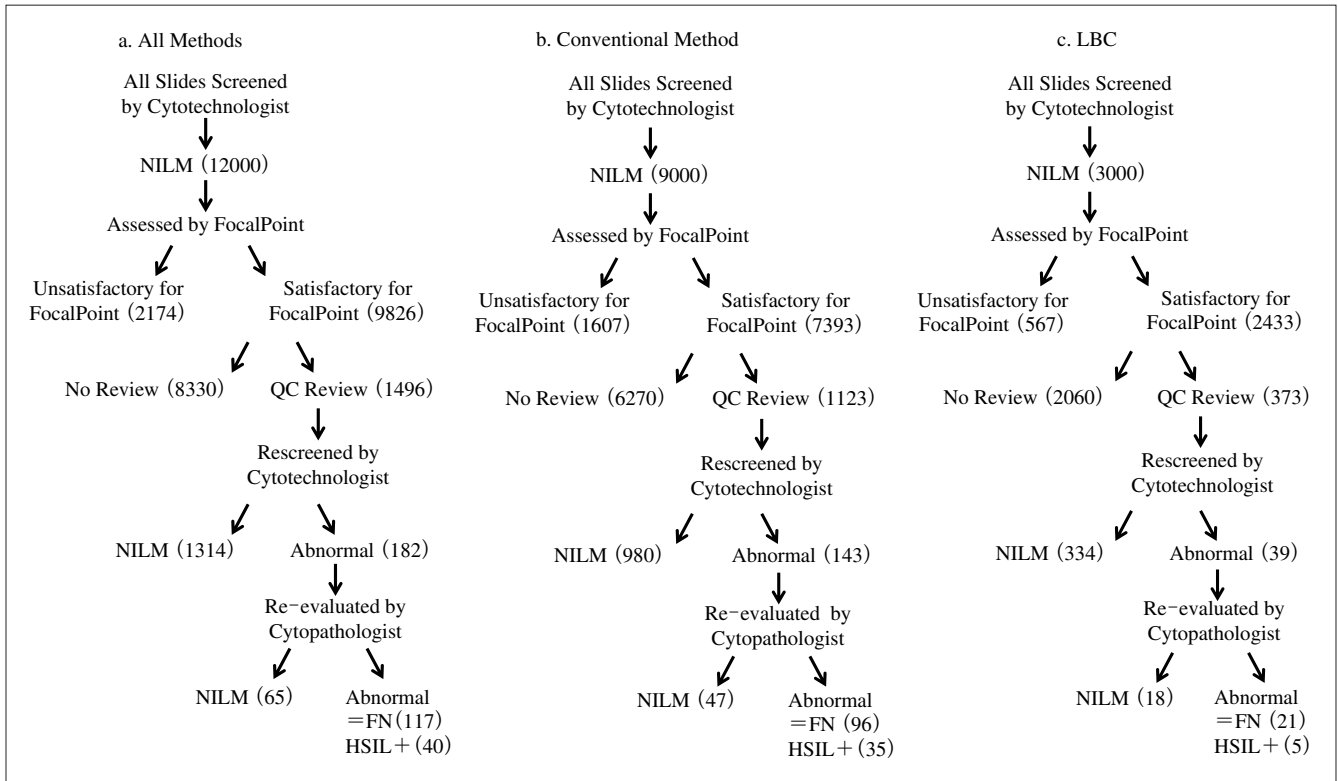 a. All Methods
All Slides Screened
by Cytotechnologist
NILM (12000)
Assessed by FocalPoint
Unsatisfactory for
FocalPoint (2174)
Satisfactory for
FocalPoint (9826)
No Review (8330)
QC Review (1496)
Rescreened by
Cytotechnologist
NILM (1314)
Abnormal (182)
Re-evaluated by
Cytopathologist
NILM (65)
Abnormal
=FN (117)
HSIL+ (40)
b. Conventional Method
All Slides Screened
by Cytotechnologist
NILM (9000)
Assessed by FocalPoint
Unsatisfactory for
FocalPoint (1607)
Satisfactory for
FocalPoint (7393)
No Review (6270)
QC Review (1123)
Rescreened by
Cytotechnologist
NILM (980)
Abnormal (143)
Re-evaluated by
Cytopathologist
NILM (47)
Abnormal
=FN (96)
HSIL+ (35)
c. LBC
All Slides Screened
by Cytotechnologist
NILM (3000)
Assessed by FocalPoint
Unsatisfactory for
FocalPoint (567)
Satisfactory for
FocalPoint (2433)
No Review (2060)
QC Review (373)
Rescreened by
Cytotechnologist
NILM (334)
Abnormal (39)
Re-evaluated by
Cytopathologist
NILM (18)
Abnormal
=FN (21)
HSIL+ (5)